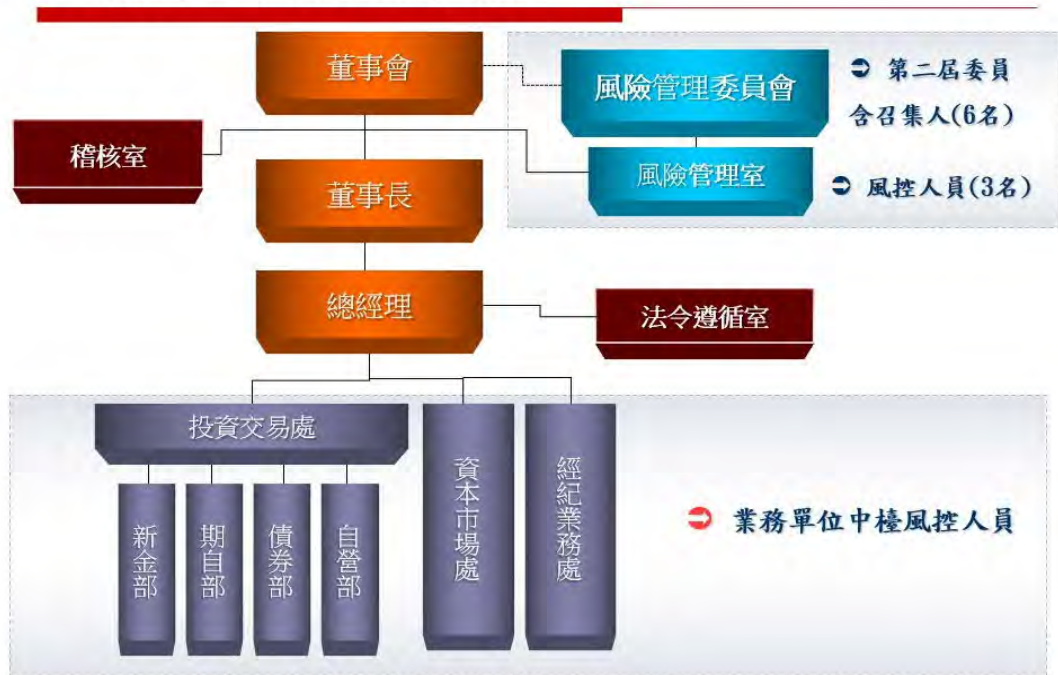 董事會
風險管理委員會
➲ 第二屆委員
含召集人(6名)
稽核室
風險管理室
➲ 風控人員(3名)
董事長
總經理
法令遵循室
投資交易處
新金部
期自部
債券部
自營部
資本市場處
經紀業務處
➲ 業務單位中檯風控人員